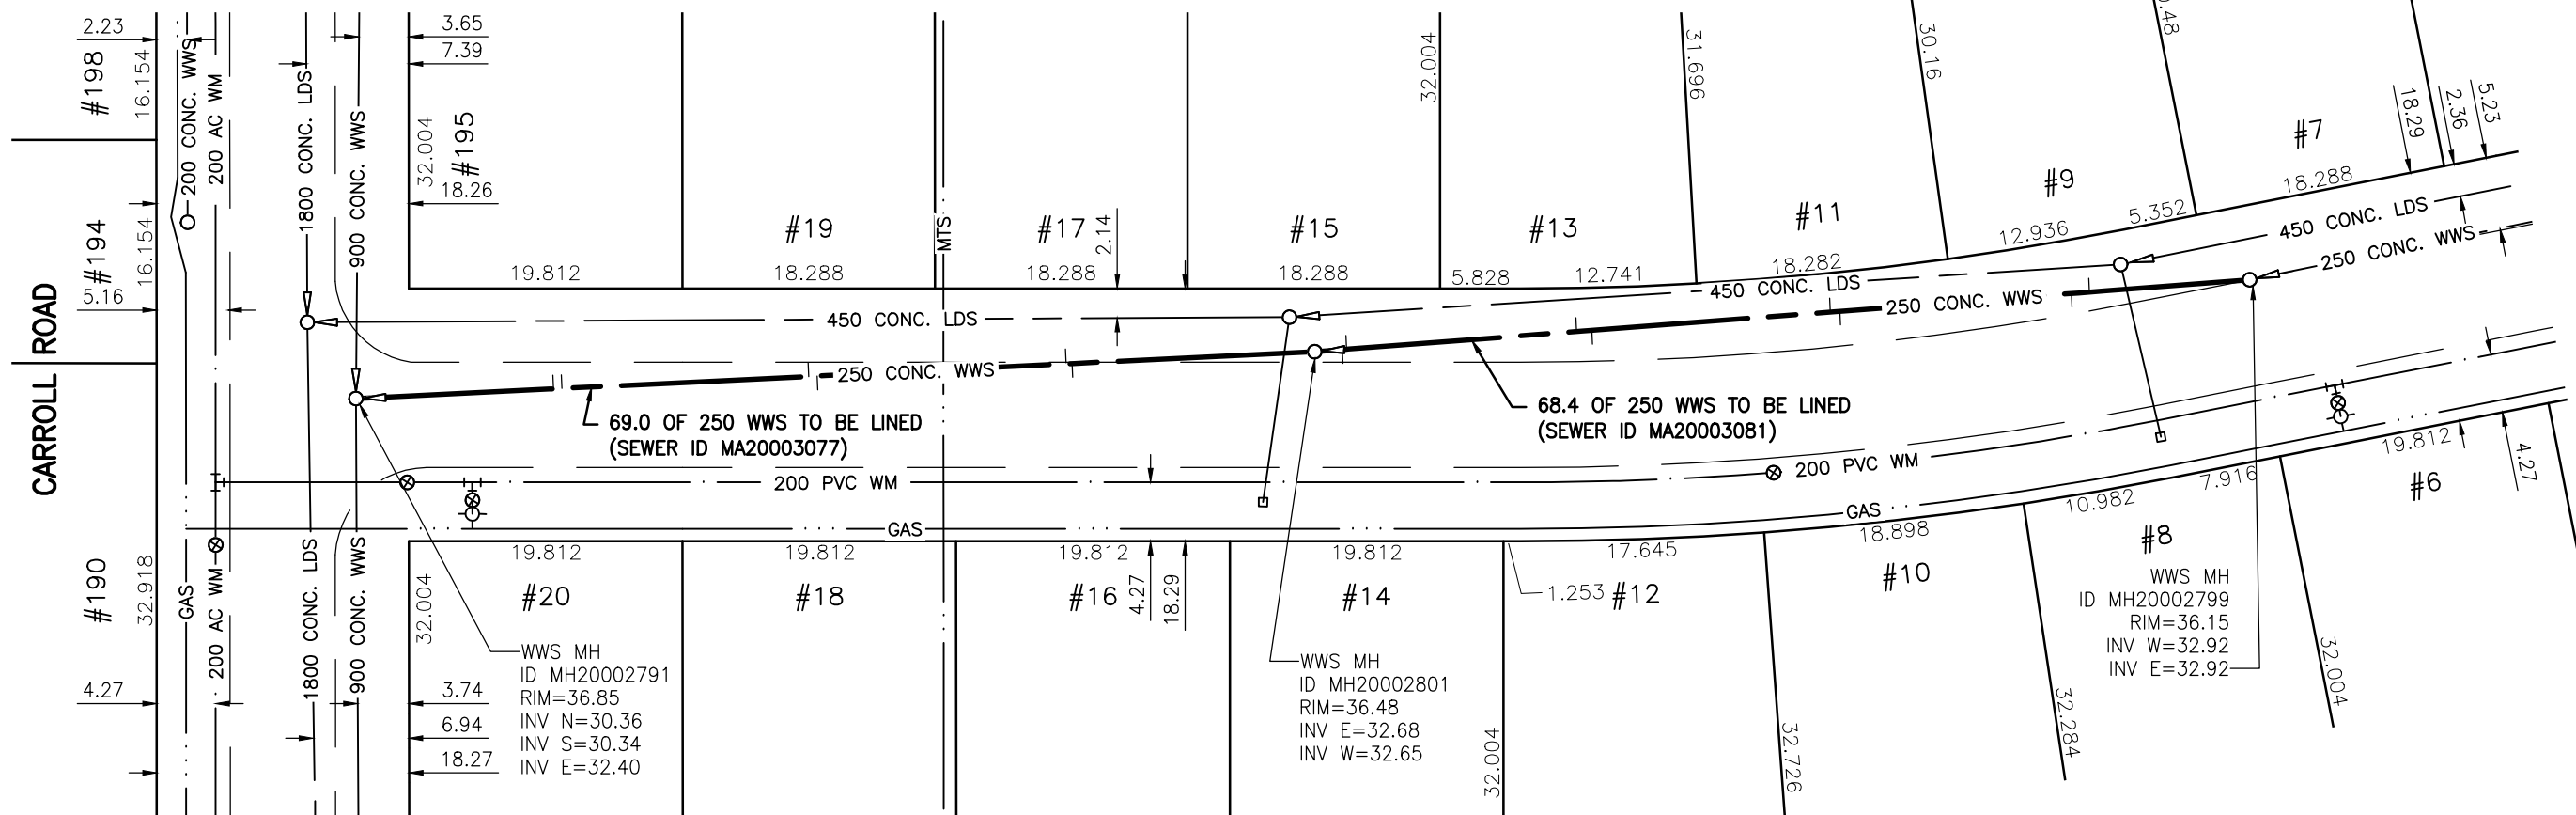 2.23
#198
16.154
200 CONC. WWS
200 AC WM
1800 CONC. LDS
900 CONC. WWS
3.65
7.39
32.004
#195
18.26
#194
16.154
5.16
CARROLL ROAD
#190
32.918
4.27
GAS
200 AC WM
1800 CONC. LDS
900 CONC. WWS
19.812
#19
18.288
MTS
#17
18.288
2.14
#15
18.288
32.004
#13
5.828
12.741
31.696
#11
18.282
30.16
#9
12.936
5.352
#7
18.288
18.29
2.36
5.23
450 CONC. LDS
450 CONC. LDS
450 CONC. LDS
250 CONC. WWS
250 CONC. WWS
250 CONC. WWS
69.0 OF 250 WWS TO BE LINED
(SEWER ID MA20003077)
68.4 OF 250 WWS TO BE LINED
(SEWER ID MA20003081)
200 PVC WM
200 PVC WM
GAS
GAS
19.812
19.812
19.812
19.812
17.645
18.898
10.982
7.916
19.812
4.27
#6
32.004
#20
#18
#16
4.27
18.29
#14
1.253
#12
#10
#8
WWS MH
ID MH20002791
RIM=36.85
INV N=30.36
INV S=30.34
INV E=32.40
3.74
6.94
18.27
WWS MH
ID MH20002801
RIM=36.48
INV E=32.68
INV W=32.65
32.004
32.726
WWS MH
ID MH20002799
RIM=36.15
INV W=32.92
INV E=32.92
32.284
32.004